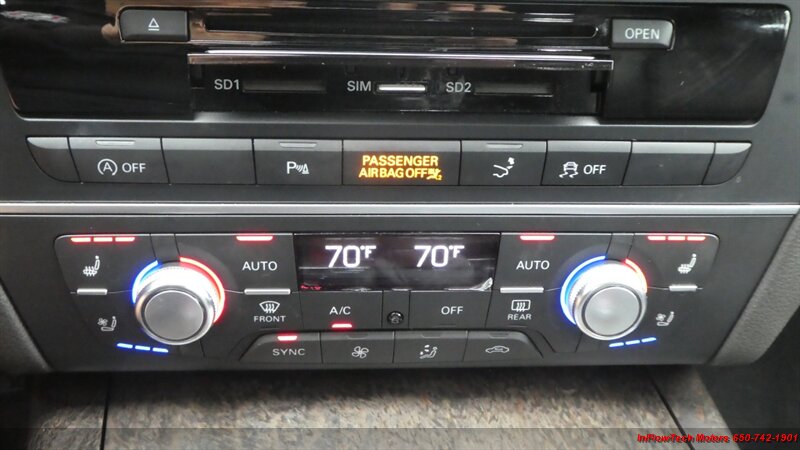 OPEN
SD1 SIM SD2
A OFF P PASSENGER AIRBAG OFF OFF
70°F 70°F
AUTO AUTO
A/C OFF
FRONT REAR
SYNC
InFlowTech Motors 650-742-1901